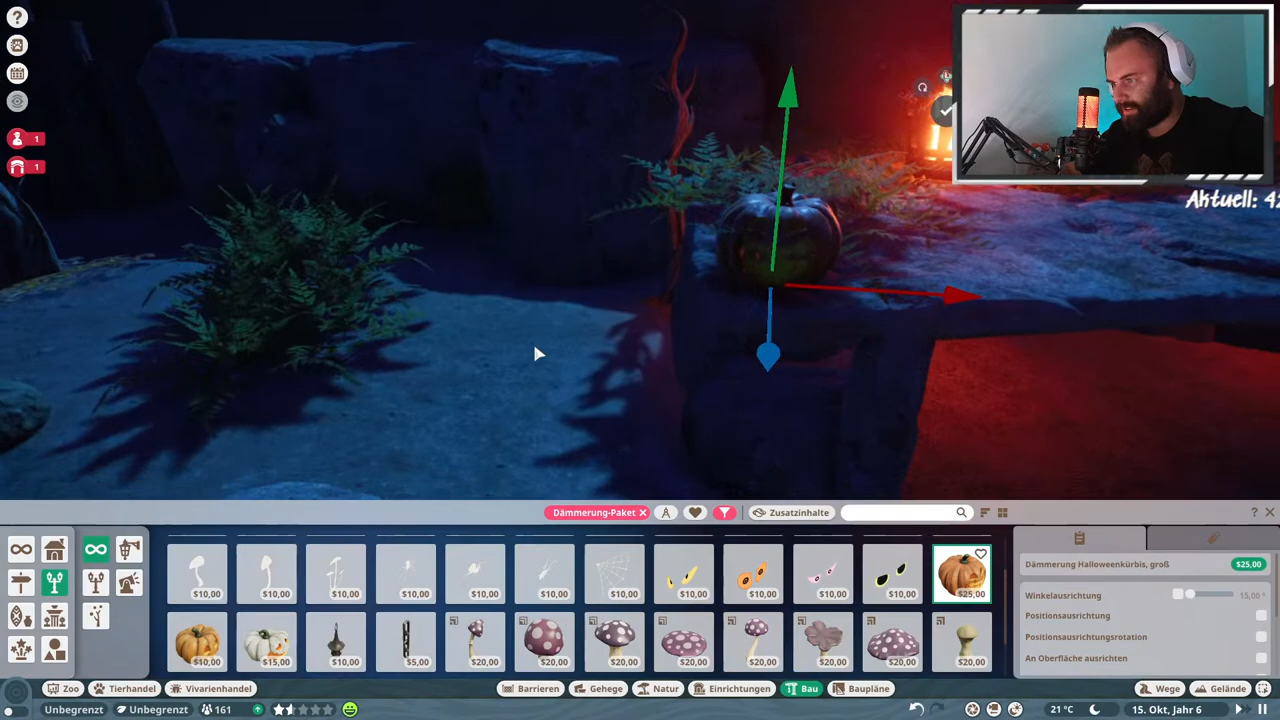 ?
1
1
Aktuell: 4
Dämmerung-Paket ×
Zusatzinhalte
? ×
$10,00 $10,00 $10,00 $10,00 $10,00 $10,00 $10,00 $10,00 $10,00 $10,00 $10,00 $25,00
$10,00 $15,00 $10,00 $5,00 $20,00 $20,00 $20,00 $20,00 $20,00 $20,00 $20,00 $20,00
Dämmerung Halloweenkürbis, groß $25,00
Winkelausrichtung 15,00 °
Positionsausrichtung
Positionsausrichtungsrotation
An Oberfläche ausrichten
Zoo Tierhandel Vivarienhandel Barrieren Gehege Natur Einrichtungen Bau Baupläne Wege Gelände
Unbegrenzt Unbegrenzt 161 21 °C 15. Okt, Jahr 6